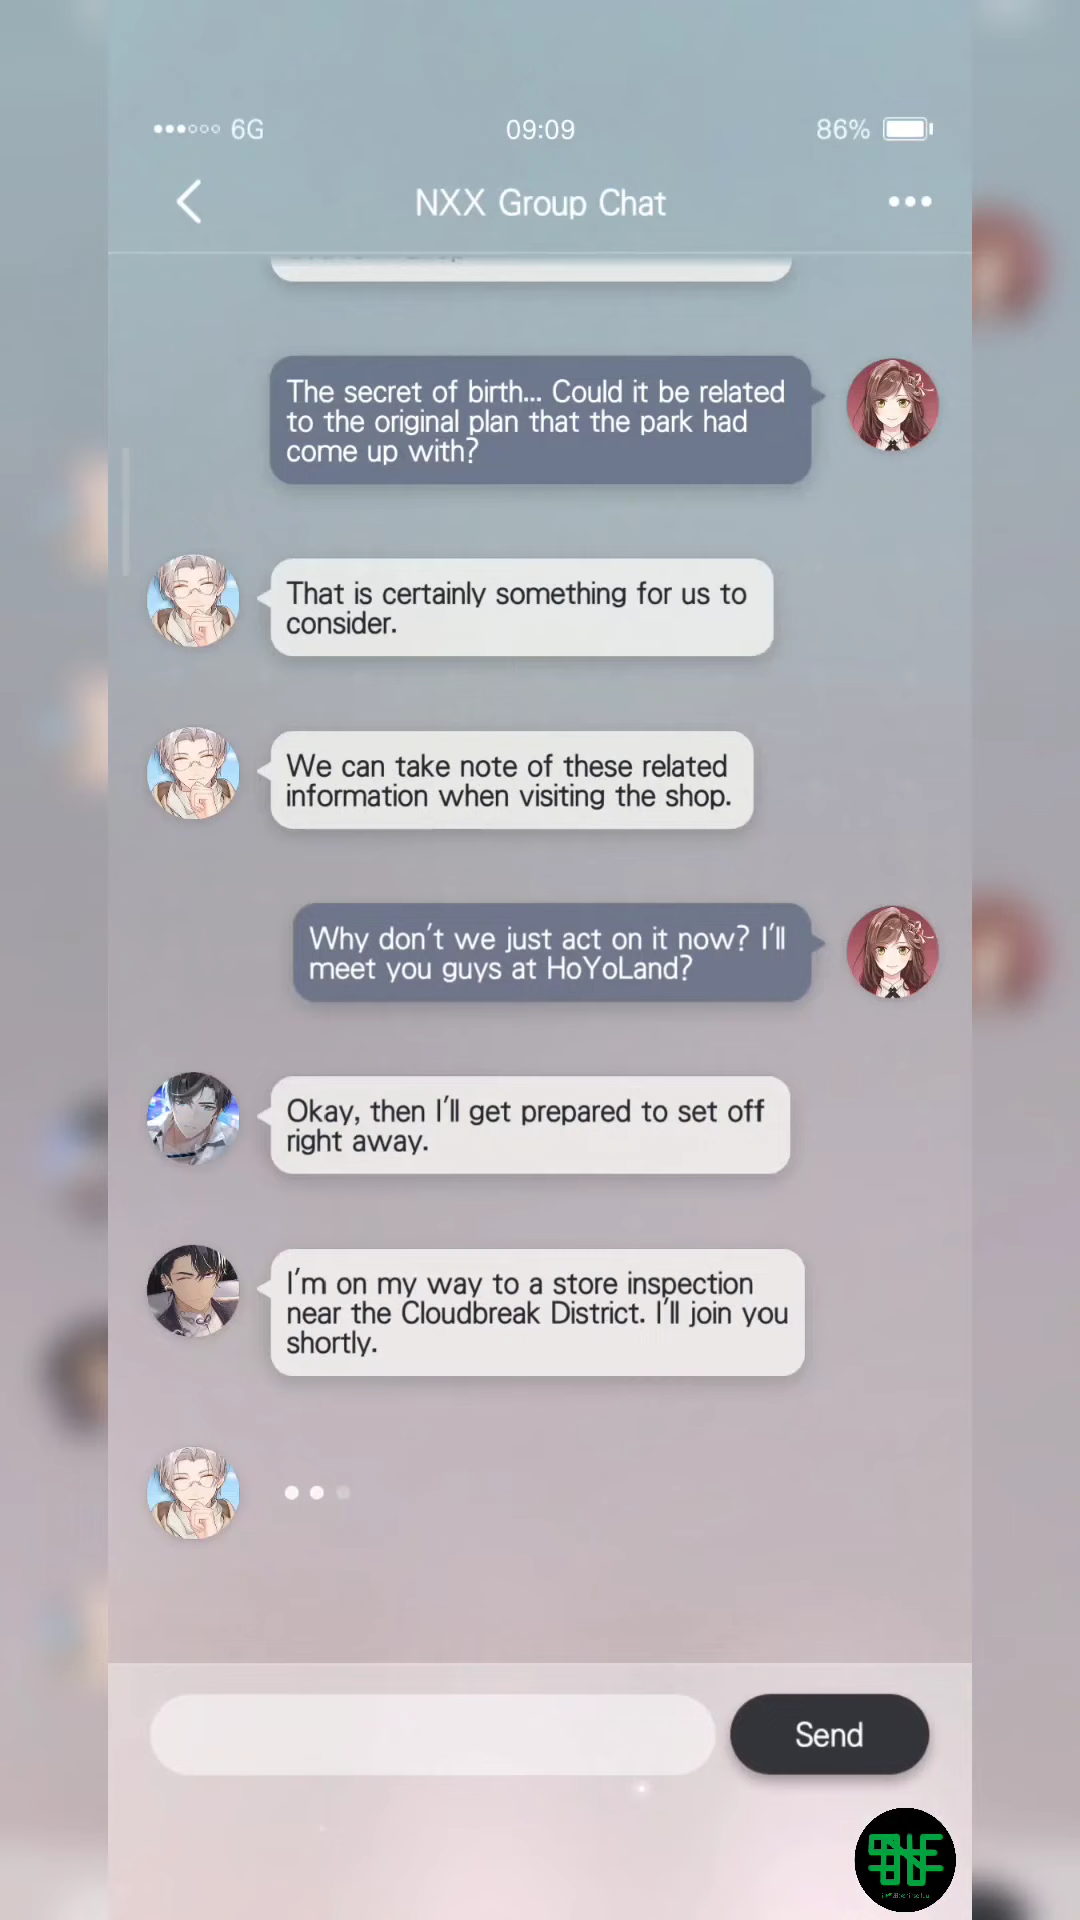 6G
09:09
86%
NXX Group Chat
The secret of birth... Could it be related
to the original plan that the park had
come up with?
That is certainly something for us to
consider.
We can take note of these related
information when visiting the shop.
Why don't we just act on it now? I'll
meet you guys at HoYoLand?
Okay, then I'll get prepared to set off
right away.
I'm on my way to a store inspection
near the Cloudbreak District. I'll join you
shortly.
Send